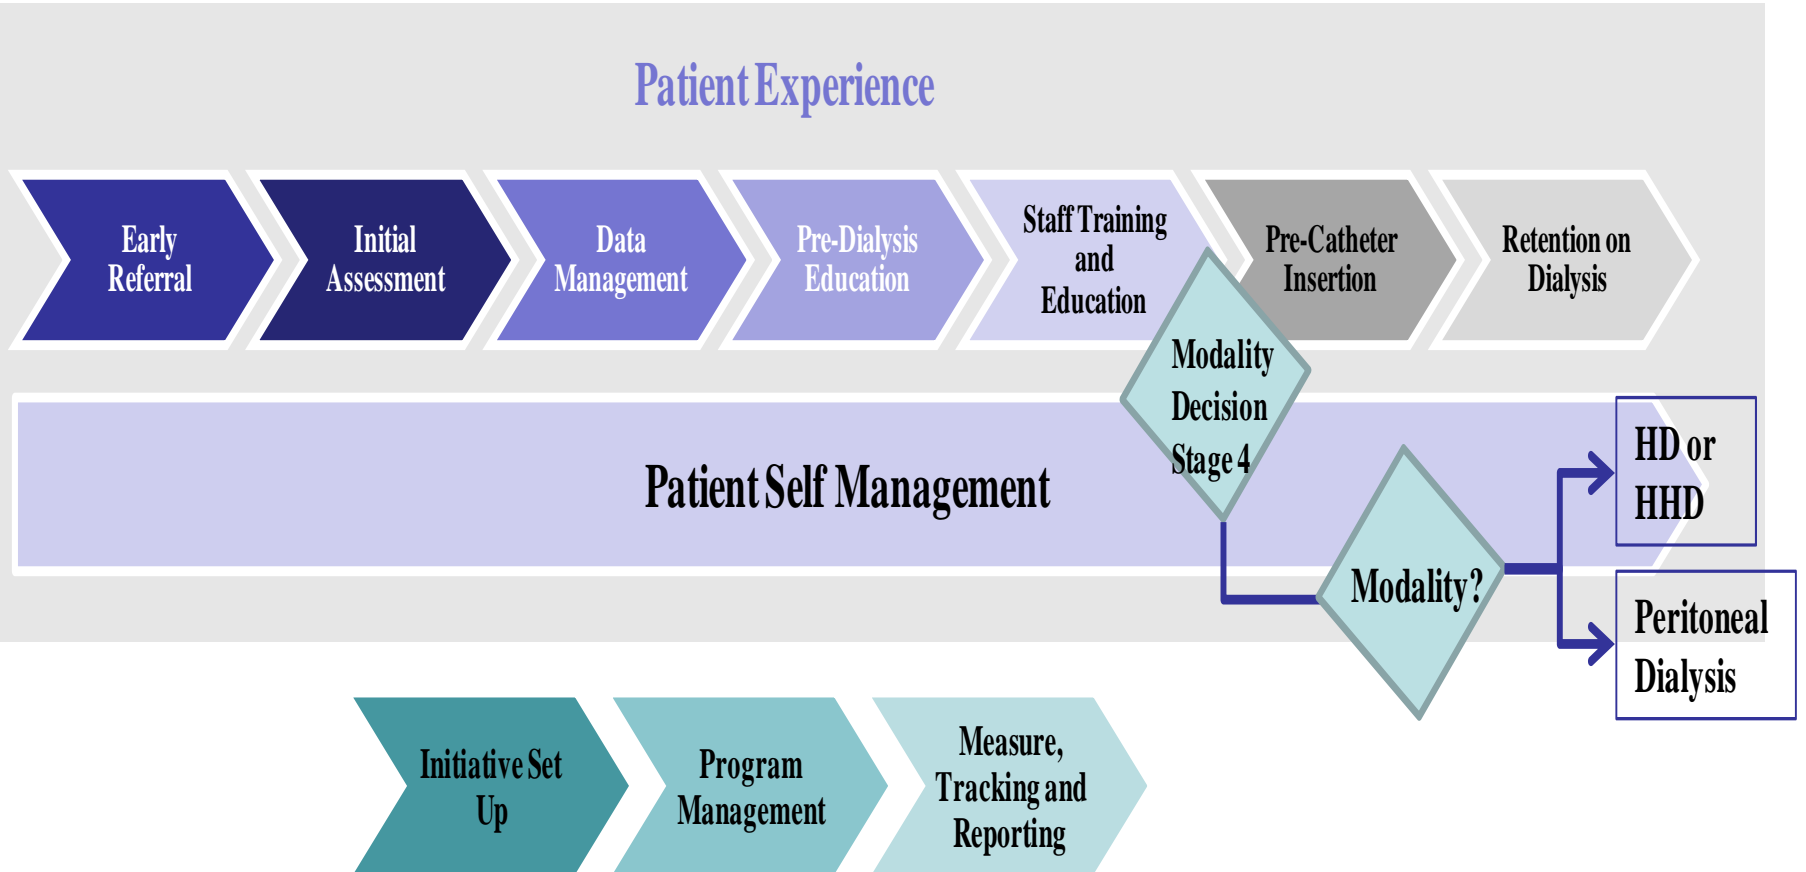 Patient Experience
Early
Referral
Initial
Assessment
Data
Management
Pre-Dialysis
Education
Staff Training
and
Education
Pre-Catheter
Insertion
Retention on
Dialysis
Modality
Decision
Stage 4
Patient Self Management
Modality?
HD or
HHD
Peritoneal
Dialysis
Initiative Set
Up
Program
Management
Measure,
Tracking and
Reporting